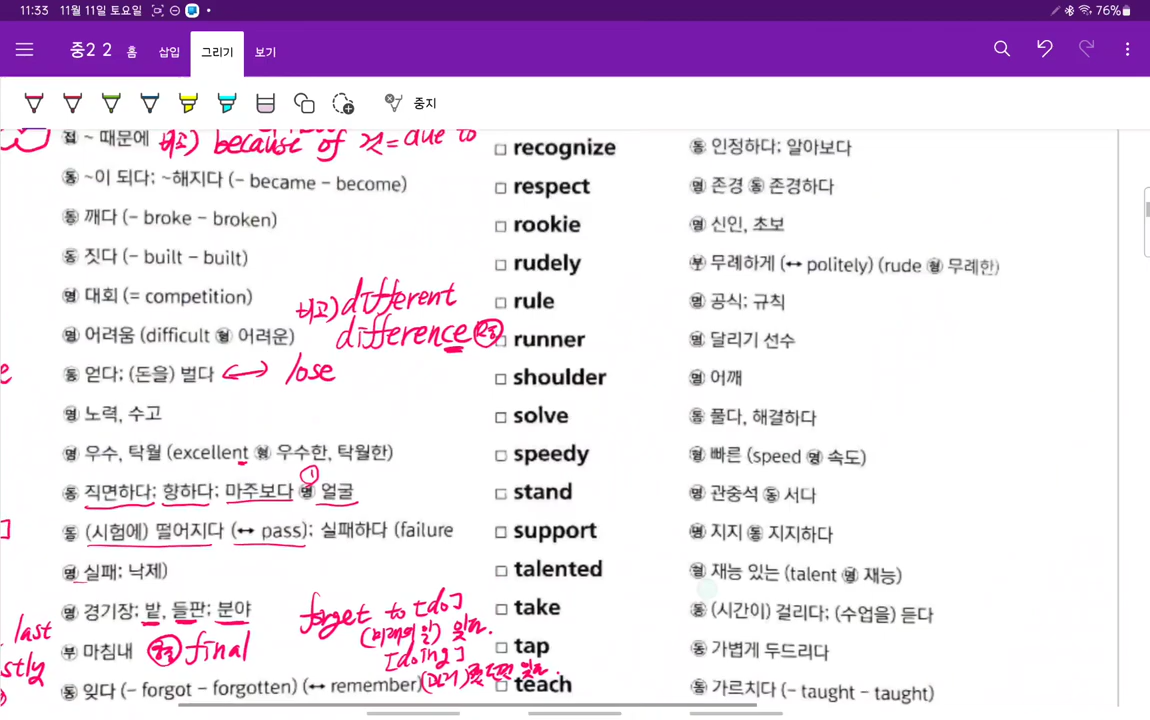 11:33 11월 11일 토요일 76%
중2 2 홈 삽입 그리기 보기
중지
접 ~ 때문에 비교) because of 것 = due to
동 ~이 되다; ~해지다 (- became - become)
동 깨다 (- broke - broken)
동 짓다 (- built - built)
명 대회 (= competition)
비교) different
difference
명 어려움 (difficult 형 어려운)
동 얻다; (돈을) 벌다 ↔ lose
명 노력, 수고
명 우수, 탁월 (excellent 형 우수한, 탁월한)
①
동 직면하다; 향하다; 마주보다 명 얼굴
동 (시험에) 떨어지다 (↔ pass); 실패하다 (failure
명 실패; 낙제)
명 경기장; 밭, 들판; 분야
last
부 마침내 final
stly
forget to [do]
(미래의 일) 잊다.
[doing]
동 잊다 (- forgot - forgotten) (↔ remember)
□ recognize 동 인정하다; 알아보다
□ respect 명 존경 동 존경하다
□ rookie 명 신인, 초보
□ rudely 부 무례하게 (↔ politely) (rude 형 무례한)
□ rule 명 공식; 규칙
□ runner 명 달리기 선수
□ shoulder 명 어깨
□ solve 동 풀다, 해결하다
□ speedy 형 빠른 (speed 명 속도)
□ stand 명 관중석 동 서다
□ support 명 지지 동 지지하다
□ talented 형 재능 있는 (talent 명 재능)
□ take 동 (시간이) 걸리다; (수업을) 듣다
□ tap 동 가볍게 두드리다
□ teach 동 가르치다 (- taught - taught)